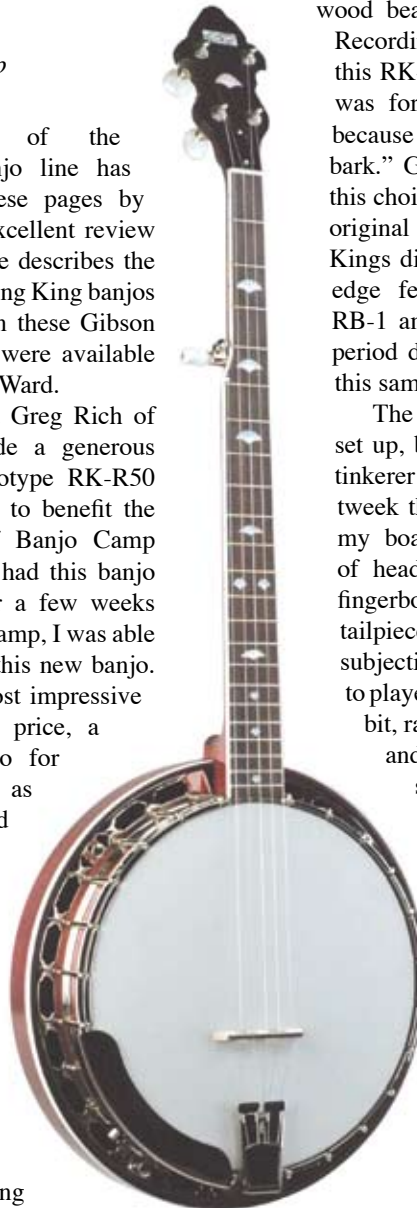 of the
njo line has
ese pages by
xcellent review
e describes the
ng King banjos
n these Gibson
were available
Ward.
Greg Rich of
de a generous
otype RK-R50
to benefit the
Banjo Camp
had this banjo
r a few weeks
amp, I was able
this new banjo.
ost impressive
price, a
o for
as
d
ng
wood bea
Recordin
this RK-
was for
because
bark.” G
this choi
original
Kings di
edge fe
RB-1 an
period d
this sam
The
set up, b
tinkerer
tweek th
my boa
of head
fingerbo
tailpiece
subjecti
to playe
bit, ra
and
s